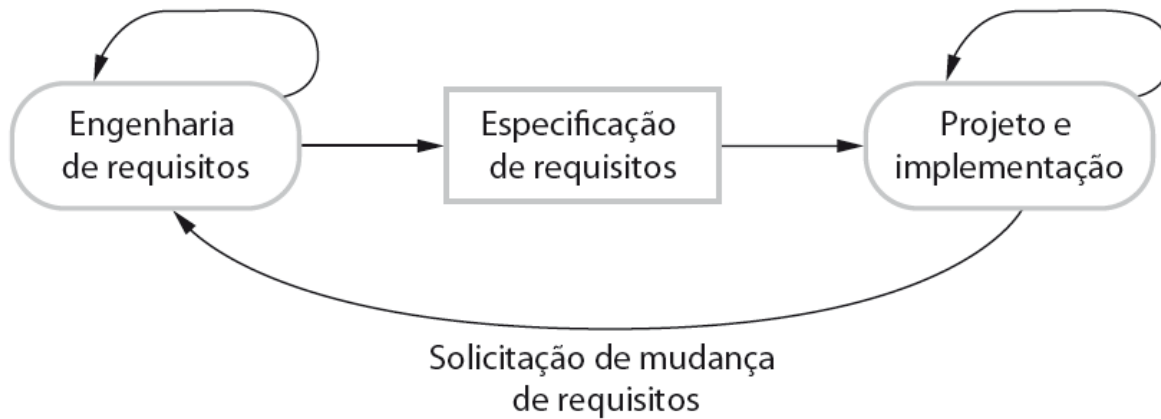 Engenharia
de requisitos
Especificação
de requisitos
Projeto e
implementação
Solicitação de mudança
de requisitos